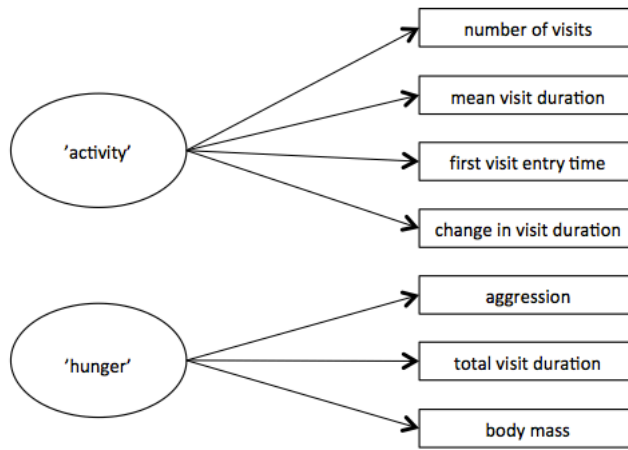 number of visits
mean visit duration
'activity'
first visit entry time
change in visit duration
aggression
'hunger'
total visit duration
body mass